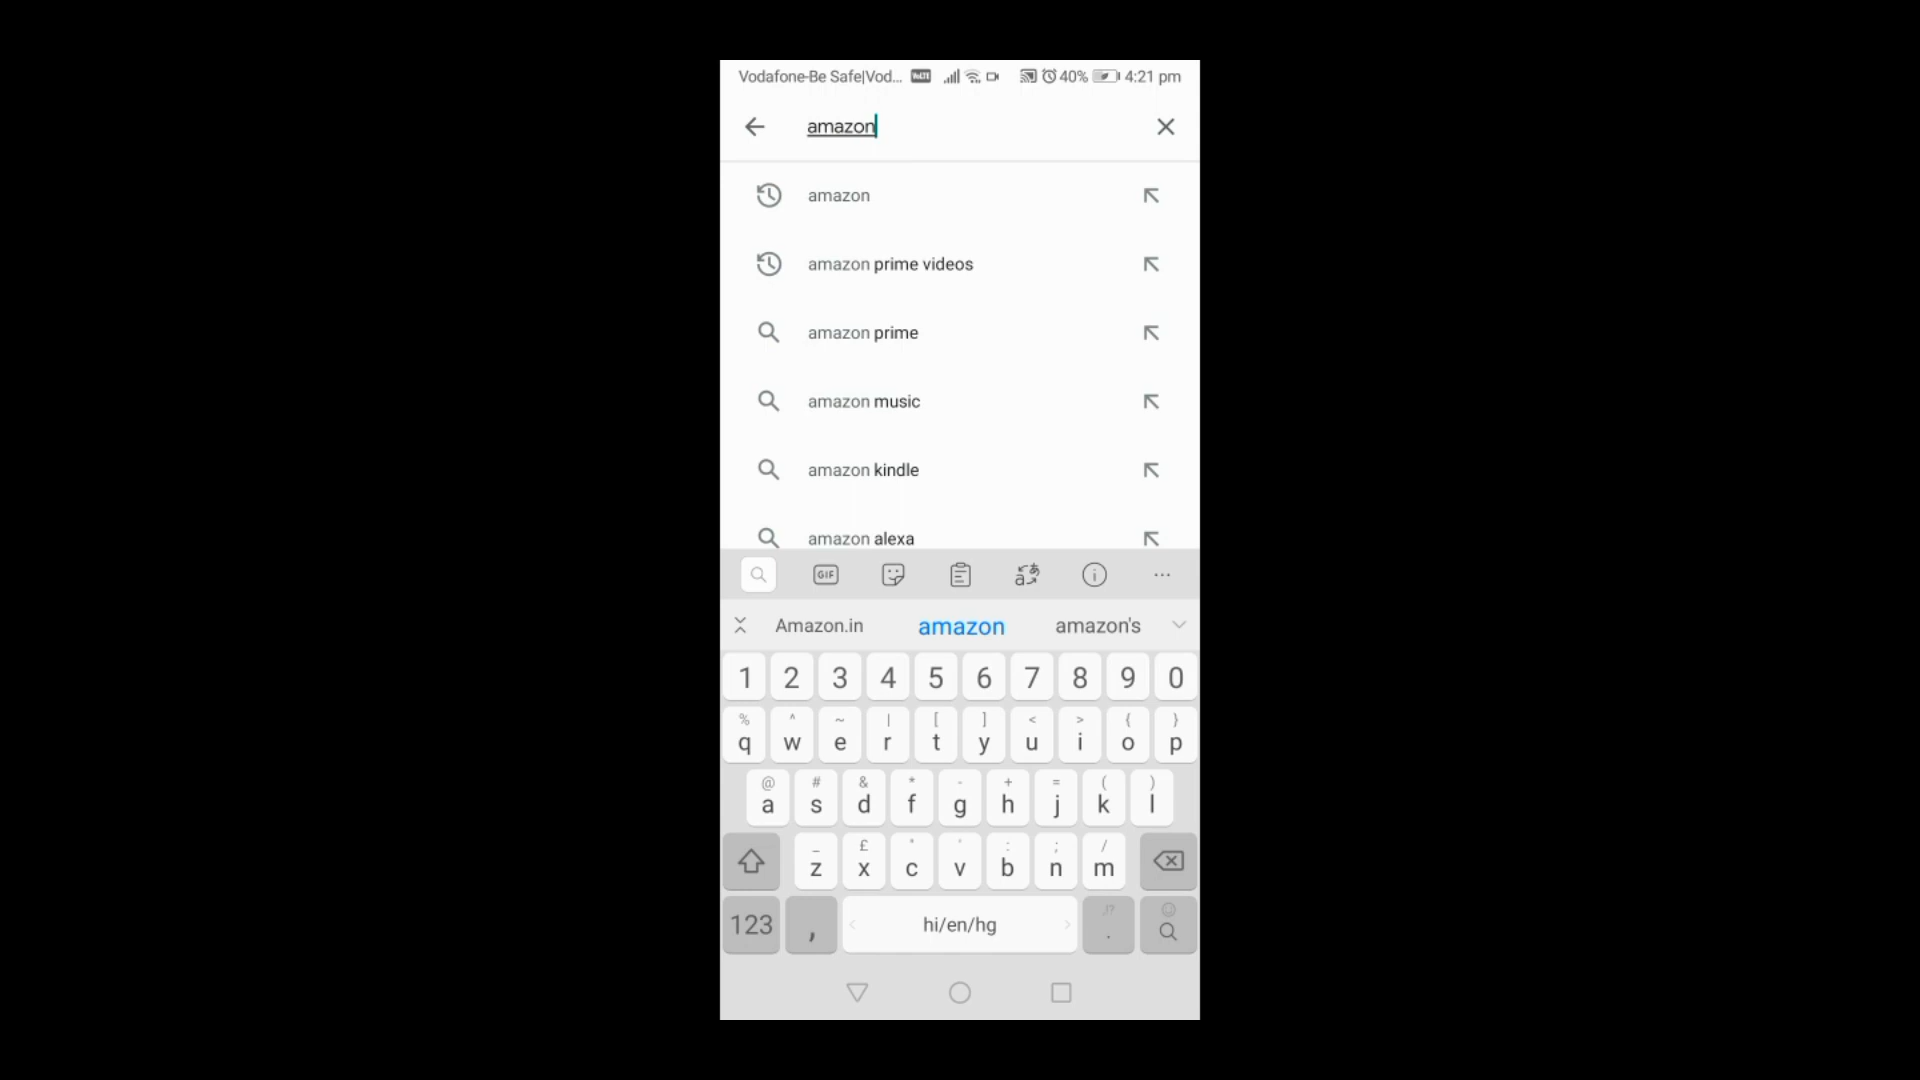 Vodafone-Be Safe|Vod... VoLTE 40% 4:21 pm
amazon
amazon
amazon prime videos
amazon prime
amazon music
amazon kindle
amazon alexa
GIF
Amazon.in amazon amazon's
1 2 3 4 5 6 7 8 9 0
% ^ ~ | [ ] < > { }
q w e r t y u i o p
@ # & * - + = ( )
a s d f g h j k l
_ £ " ' : ; /
z x c v b n m
123 , hi/en/hg .